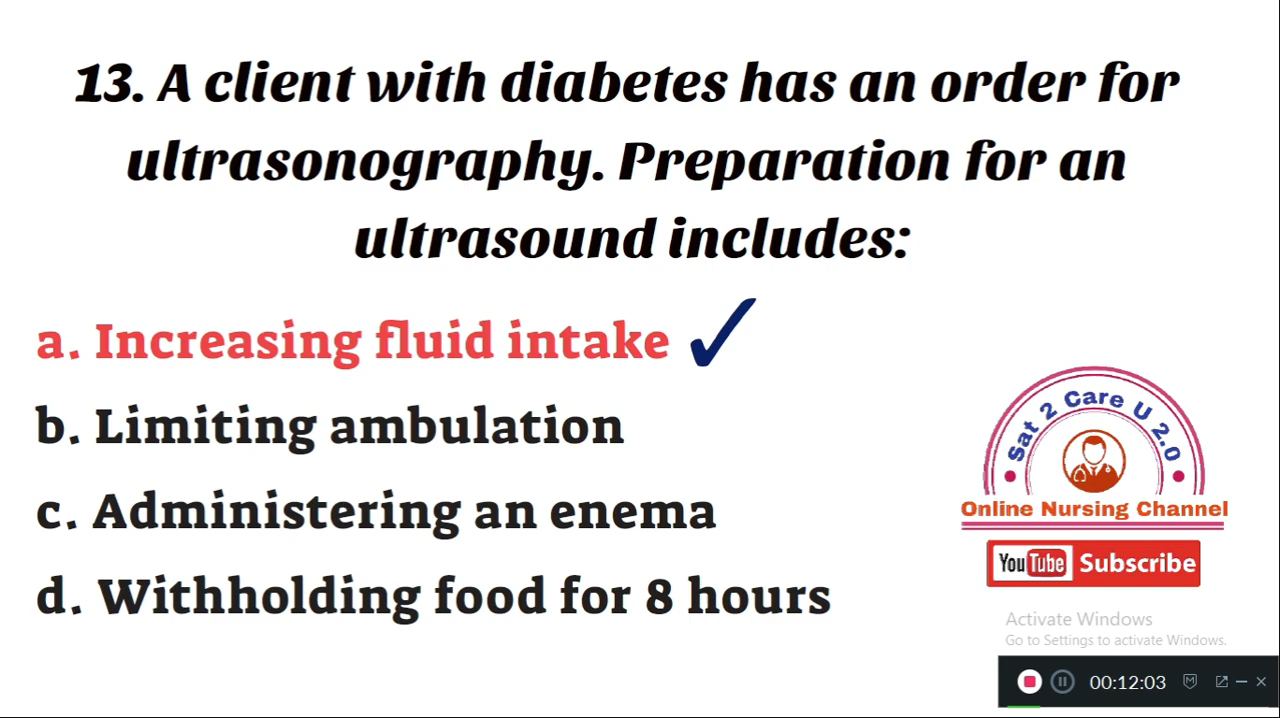 13. A client with diabetes has an order for
ultrasonography. Preparation for an
ultrasound includes:
a. Increasing fluid intake
b. Limiting ambulation
c. Administering an enema
d. Withholding food for 8 hours
Sat 2 Care U 2.0
Online Nursing Channel
YouTube Subscribe
Activate Windows
Go to Settings to activate Windows.
00:12:03